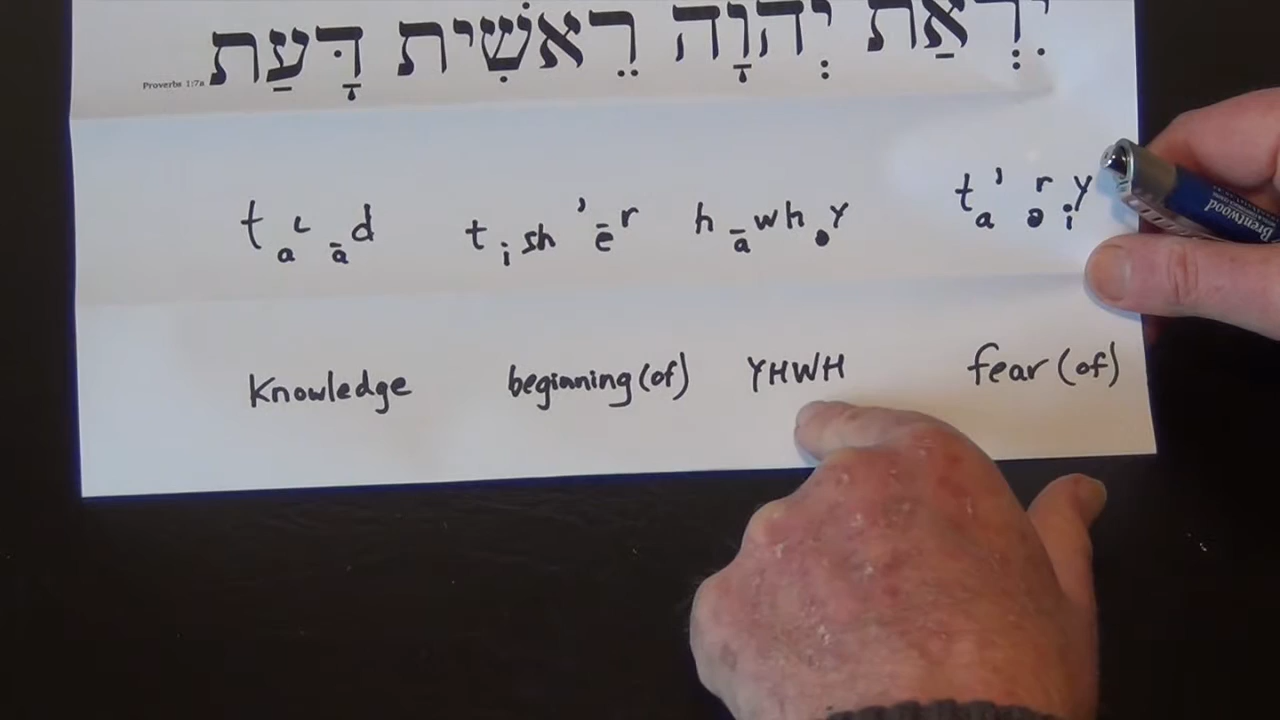 יִרְאַת יְהוָה רֵאשִׁית דָּעַת
Proverbs 1:7a
t a ʿ ā d t i sh ʾ ē r h ā w h ə y t a ʾ ə r i y
Knowledge beginning (of) YHWH fear (of)
Brentwood